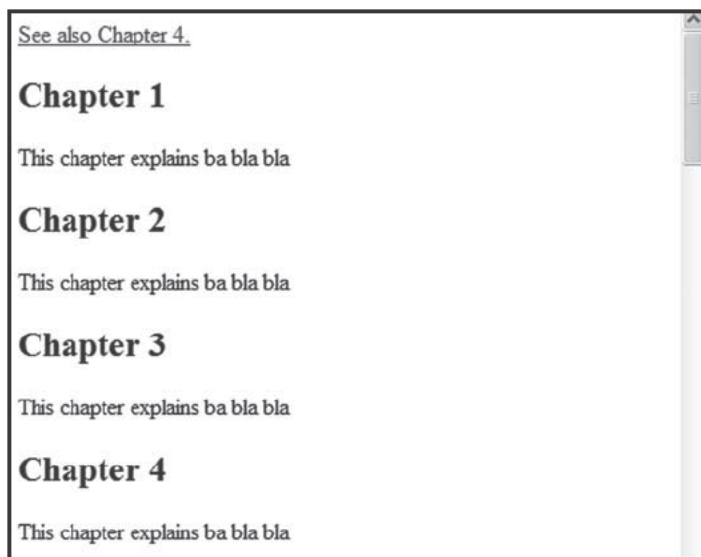 See also Chapter 4.
Chapter 1
This chapter explains ba bla bla
Chapter 2
This chapter explains ba bla bla
Chapter 3
This chapter explains ba bla bla
Chapter 4
This chapter explains ba bla bla